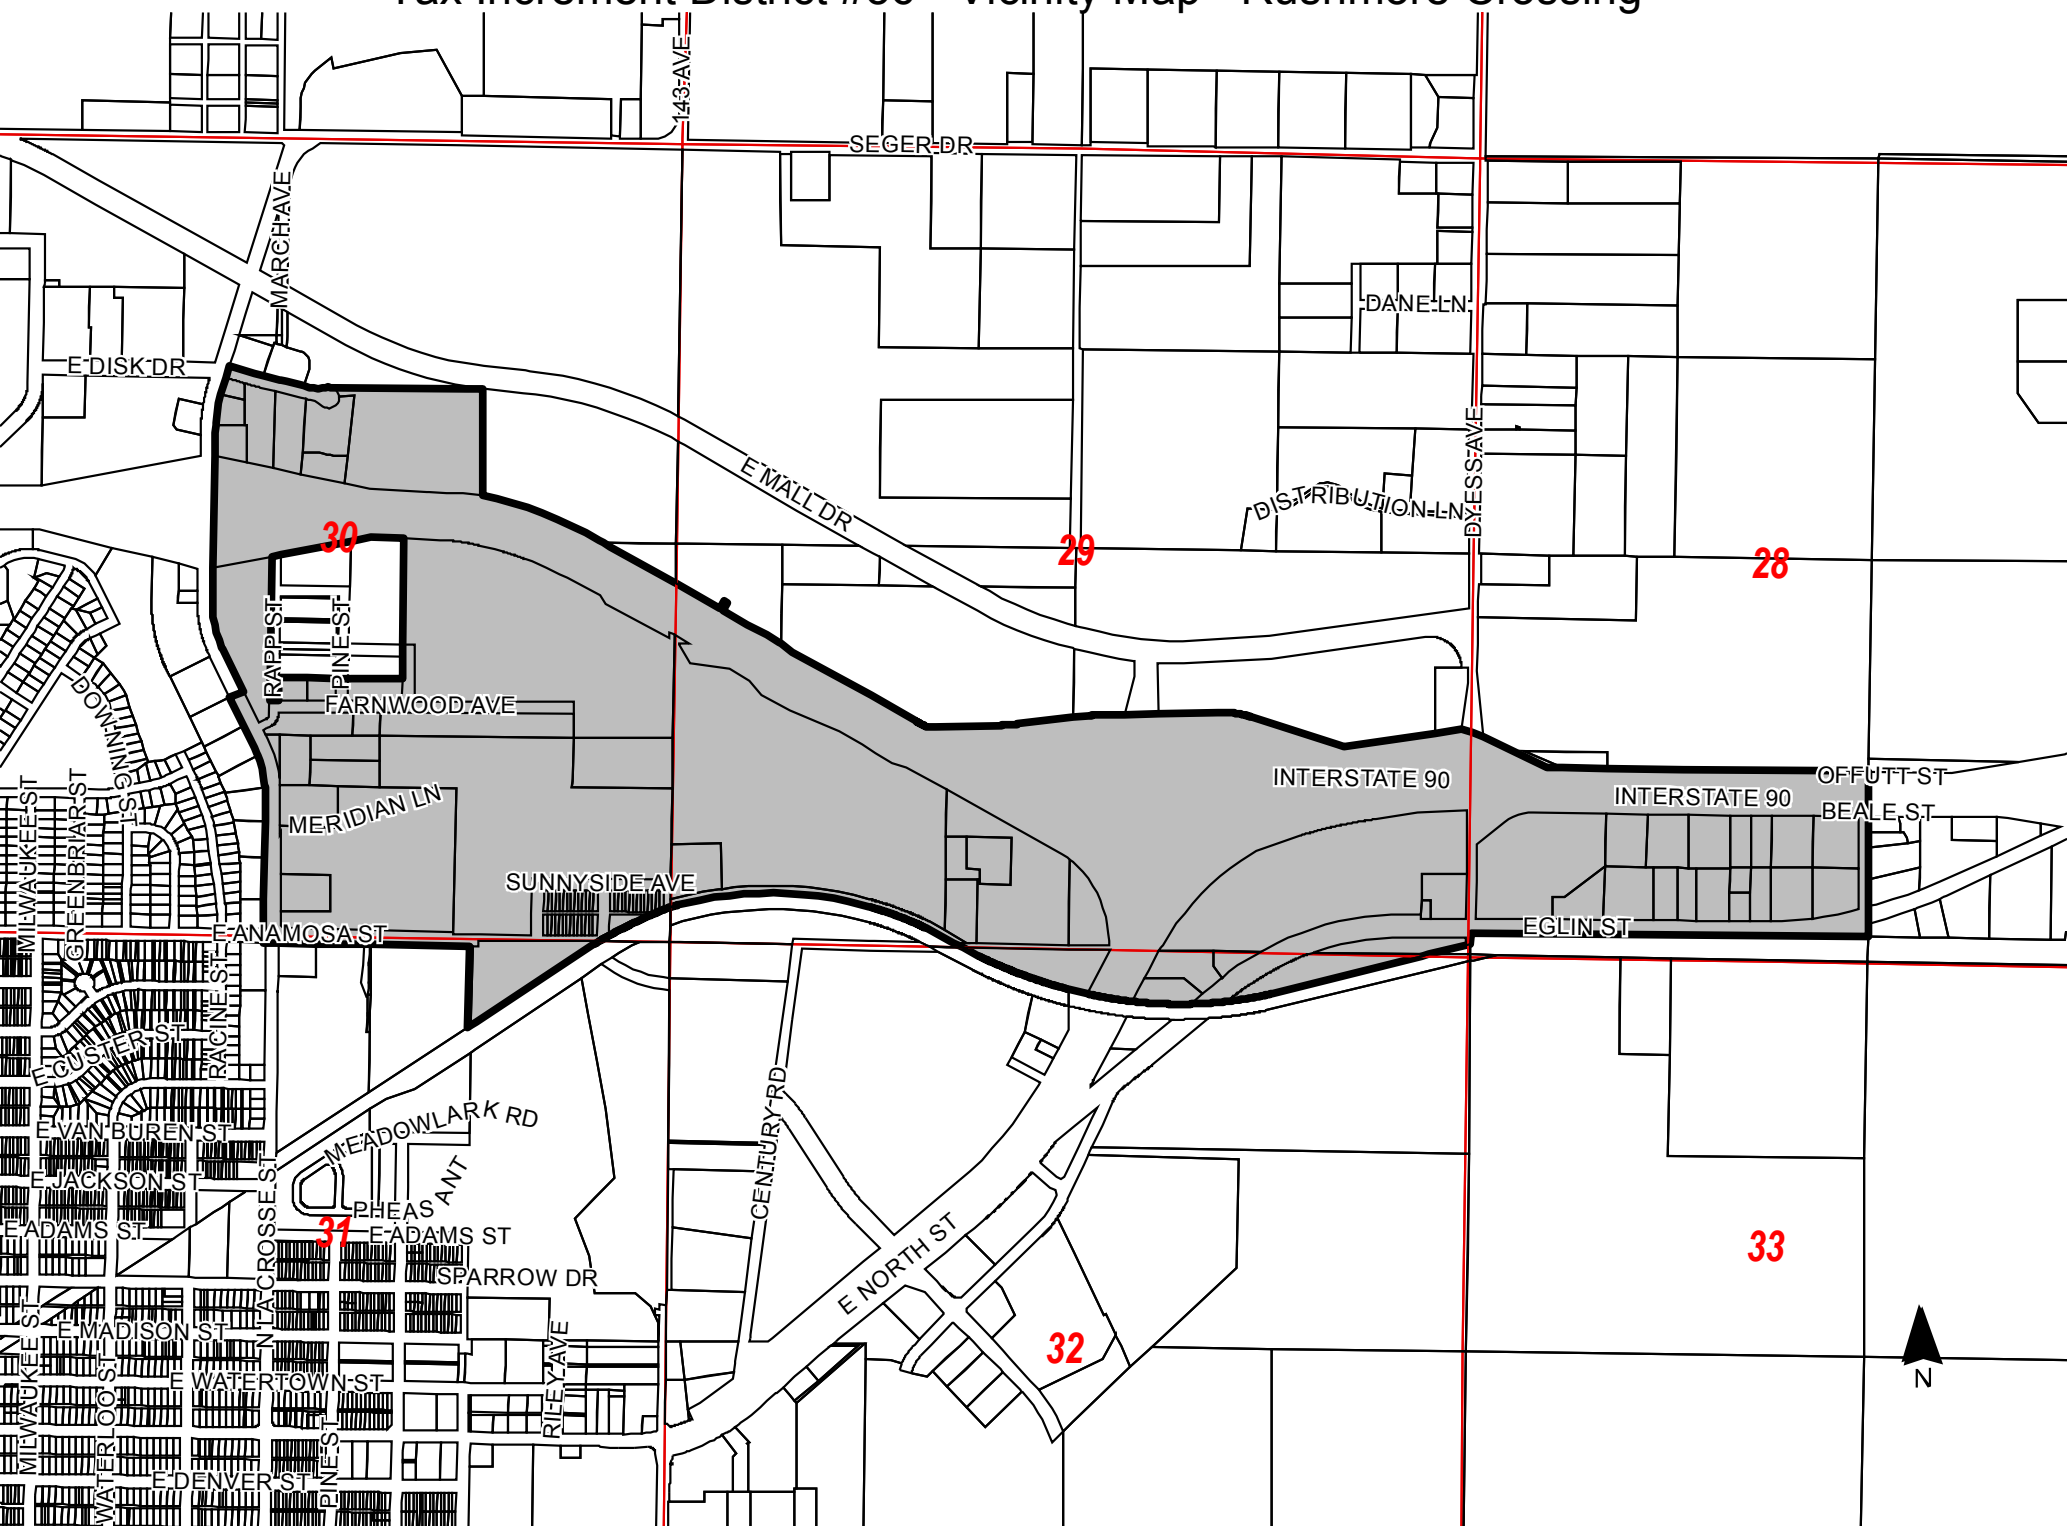 143 AVE
SEGER DR
MARCH AVE
DANE LN
E DISK DR
E MALL DR
DISTRIBUTION LN
DYESS AVE
30
29
28
RAPP ST
PINE ST
FARNWOOD AVE
DOWNING ST
INTERSTATE 90
OFFUTT ST
INTERSTATE 90
BEALE ST
MERIDIAN LN
MILWAUKEE ST
GREENBRIAR ST
SUNNYSIDE AVE
EGLIN ST
E ANAMOSA ST
RACINE ST
E CUSTER ST
CENTURY RD
MEADOWLARK RD
E VAN BUREN ST
E JACKSON ST
PHEASANT
E ADAMS ST
31
E ADAMS ST
N LACROSSE ST
E NORTH ST
33
SPARROW DR
E MADISON ST
MILWAUKEE ST
WATERLOO ST
RILEY AVE
32
E WATERTOWN ST
N
PINE ST
E DENVER ST